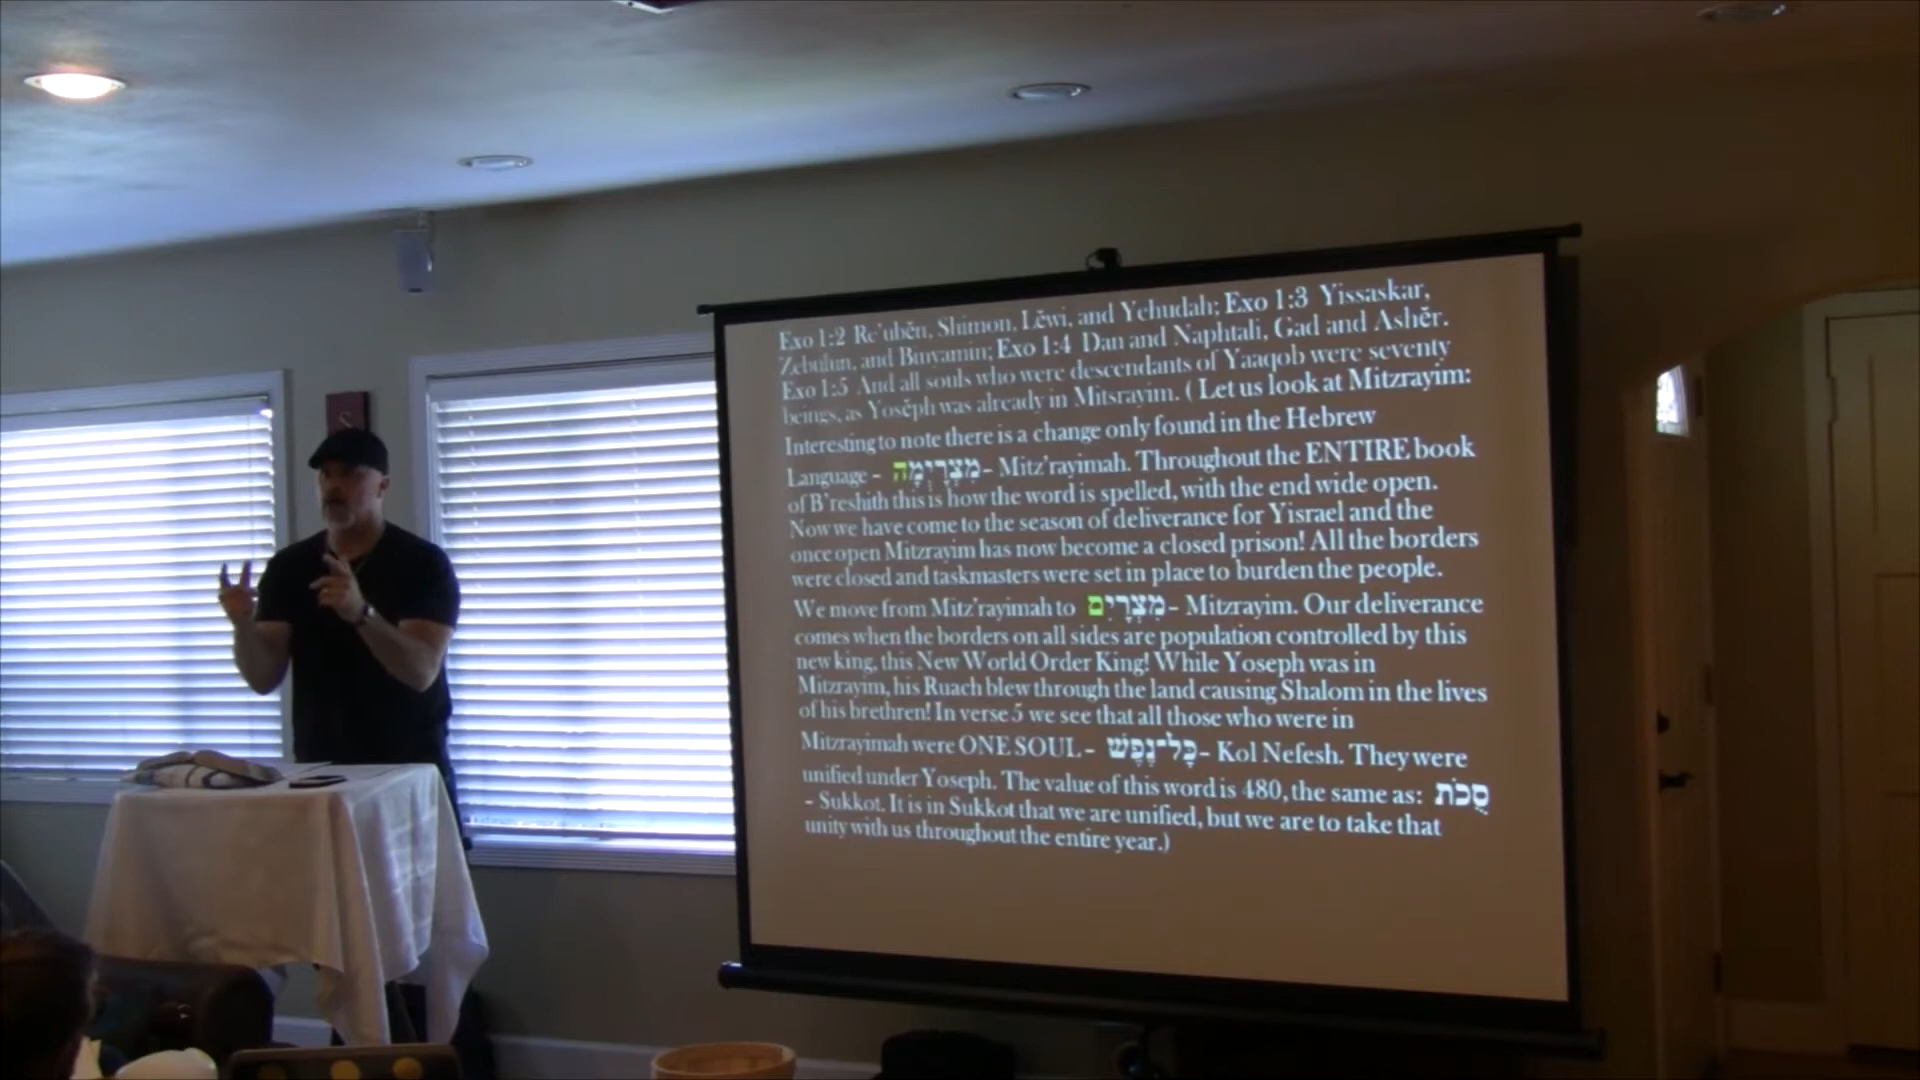 Exo 1:2 Re'ubĕn, Shimon, Lĕwi, and Yehudah; Exo 1:3 Yissaskar,
Zebulun, and Binyamin; Exo 1:4 Dan and Naphtali, Gad and Ashĕr.
Exo 1:5 And all souls who were descendants of Yaaqob were seventy
beings, as Yosĕph was already in Mitsrayim. ( Let us look at Mitzrayim:
Interesting to note there is a change only found in the Hebrew
Language - מִצְרָיְמָה- Mitz'rayimah. Throughout the ENTIRE book
of B'reshith this is how the word is spelled, with the end wide open.
Now we have come to the season of deliverance for Yisrael and the
once open Mitzrayim has now become a closed prison! All the borders
were closed and taskmasters were set in place to burden the people.
We move from Mitz'rayimah to מִצְרָיִם- Mitzrayim. Our deliverance
comes when the borders on all sides are population controlled by this
new king, this New World Order King! While Yoseph was in
Mitzrayim, his Ruach blew through the land causing Shalom in the lives
of his brethren! In verse 5 we see that all those who were in
Mitzrayimah were ONE SOUL - כָּל־נֶפֶשׁ- Kol Nefesh. They were
unified under Yoseph. The value of this word is 480, the same as: סֻכֹּת
- Sukkot. It is in Sukkot that we are unified, but we are to take that
unity with us throughout the entire year.)